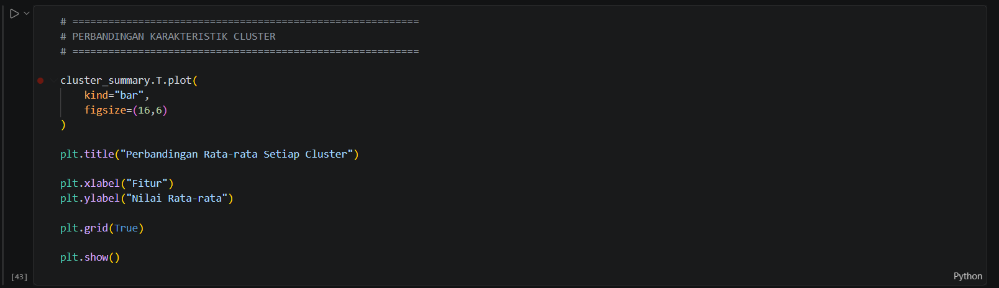 # ==========================================================
# PERBANDINGAN KARAKTERISTIK CLUSTER
# ==========================================================
cluster_summary.T.plot(
    kind="bar",
    figsize=(16,6)
)
plt.title("Perbandingan Rata-rata Setiap Cluster")
plt.xlabel("Fitur")
plt.ylabel("Nilai Rata-rata")
plt.grid(True)
plt.show()
[43]
Python